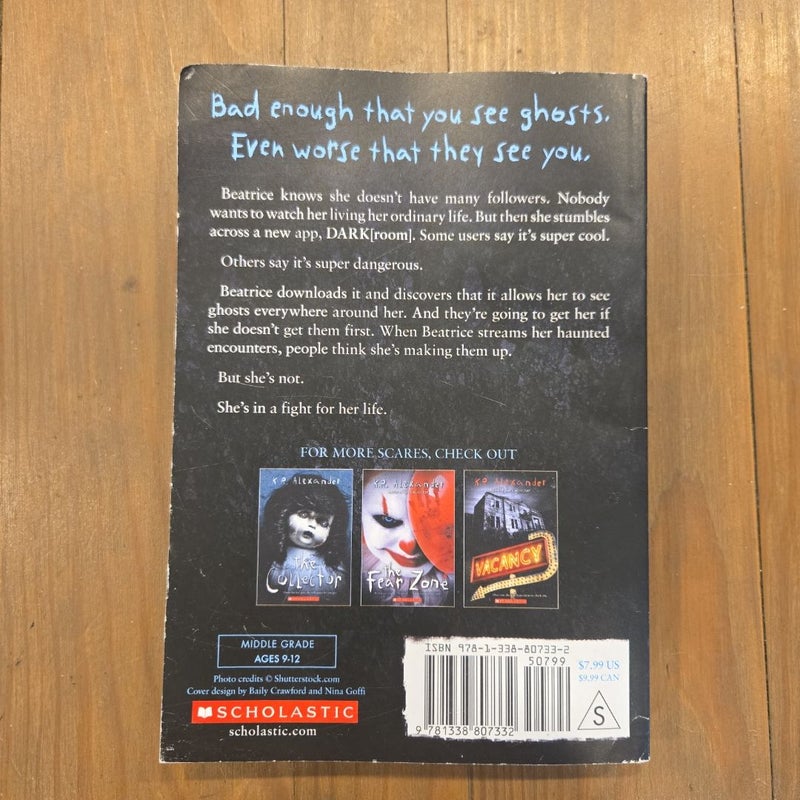 Bad enough that you see ghosts.
Even worse that they see you.
Beatrice knows she doesn't have many followers. Nobody
wants to watch her living her ordinary life. But then she stumbles
across a new app, DARK[room]. Some users say it's super cool.
Others say it's super dangerous.
Beatrice downloads it and discovers that it allows her to see
ghosts everywhere around her. And they're going to get her if
she doesn't get them first. When Beatrice streams her haunted
encounters, people think she's making them up.
But she's not.
She's in a fight for her life.
FOR MORE SCARES, CHECK OUT
K.R. Alexander
The
Collector
K.R. Alexander
the
Fear Zone
K.R. Alexander
VACANCY
MIDDLE GRADE
AGES 9-12
Photo credits © Shutterstock.com
Cover design by Baily Crawford and Nina Goffi
SCHOLASTIC
scholastic.com
ISBN 978-1-338-80733-2
50799
9 781338 807332
$7.99 US
$9.99 CAN
S